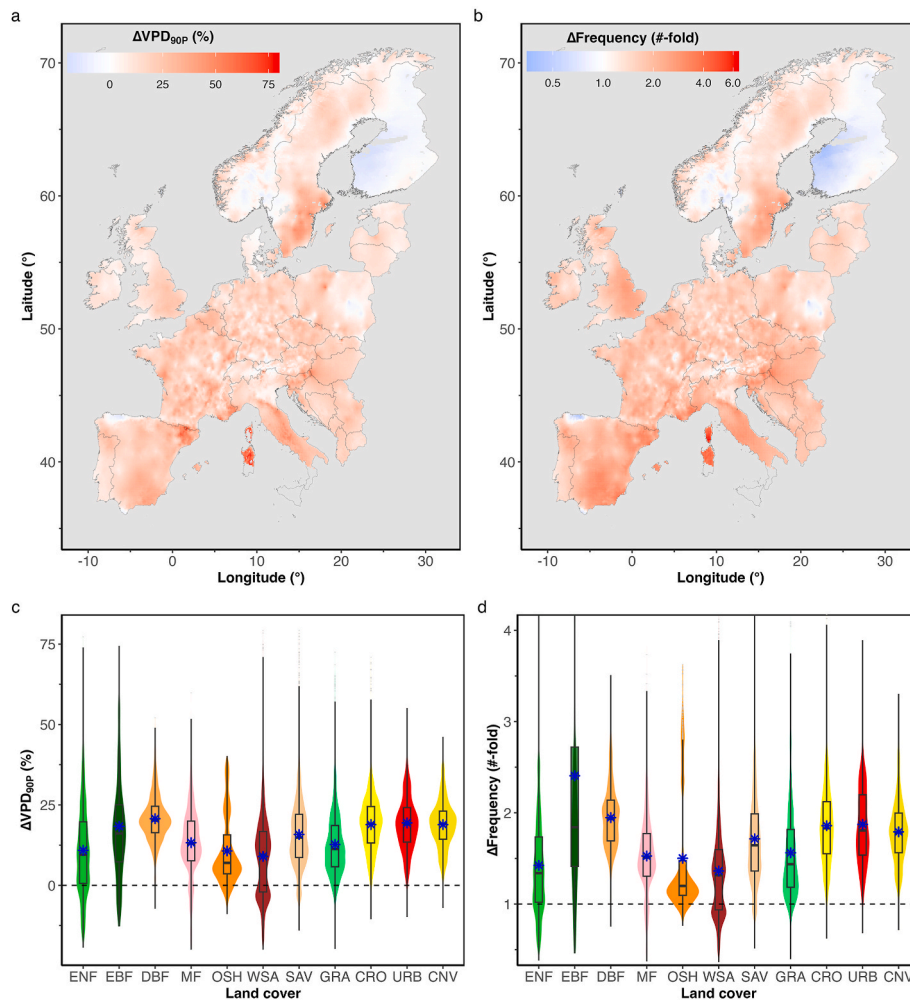 a
b
ΔVPD90P (%)
0 25 50 75
ΔFrequency (#-fold)
0.5 1.0 2.0 4.0 6.0
70
60
50
40
Laitude (°)
-10 0 10 20 30
Longitude (°)
70
60
50
40
Laitude (°)
-10 0 10 20 30
Longitude (°)
c
d
75
50
25
0
ΔVPD90P (%)
ENF EBF DBF MF OSH WSA SAV GRA CRO URB CNV
Land cover
4
3
2
1
ΔFrequency (#-fold)
ENF EBF DBF MF OSH WSA SAV GRA CRO URB CNV
Land cover